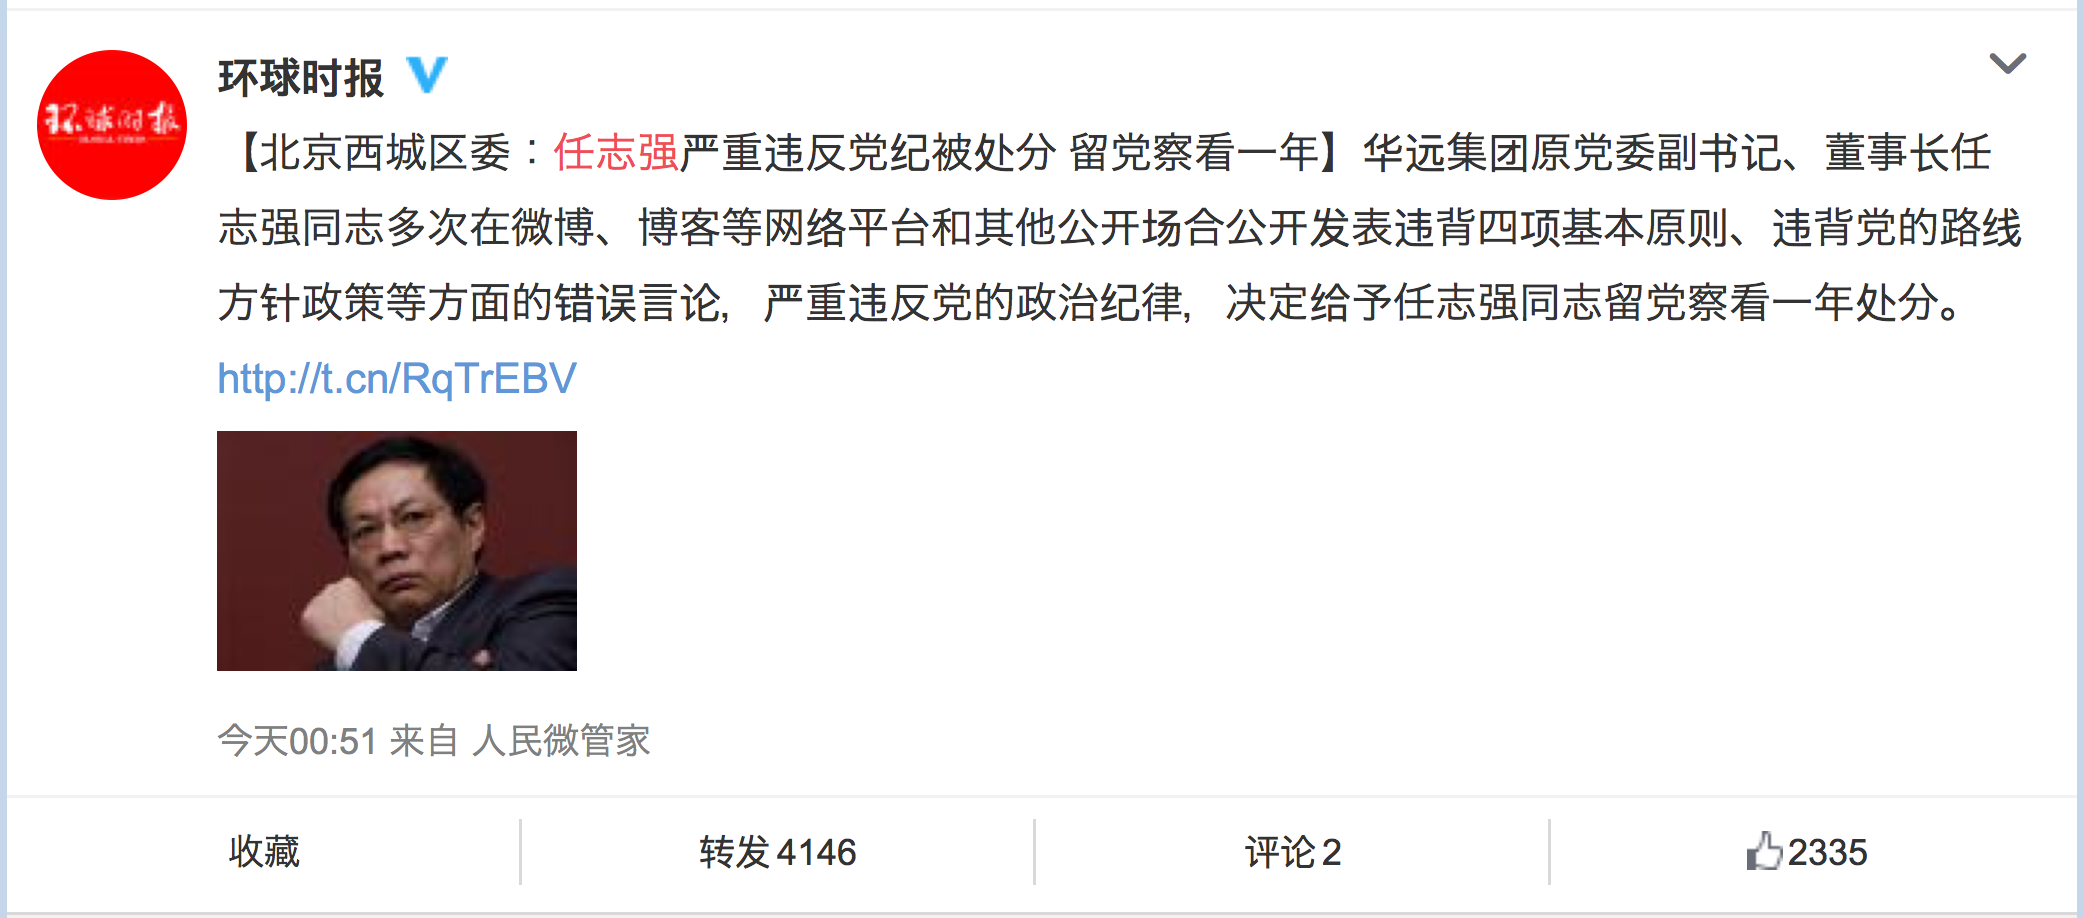 环球时报
环球时报
【北京西城区委：任志强严重违反党纪被处分 留党察看一年】华远集团原党委副书记、董事长任
志强同志多次在微博、博客等网络平台和其他公开场合公开发表违背四项基本原则、违背党的路线
方针政策等方面的错误言论，严重违反党的政治纪律，决定给予任志强同志留党察看一年处分。
http://t.cn/RqTrEBV
今天00:51 来自 人民微管家
收藏 转发 4146 评论 2 2335